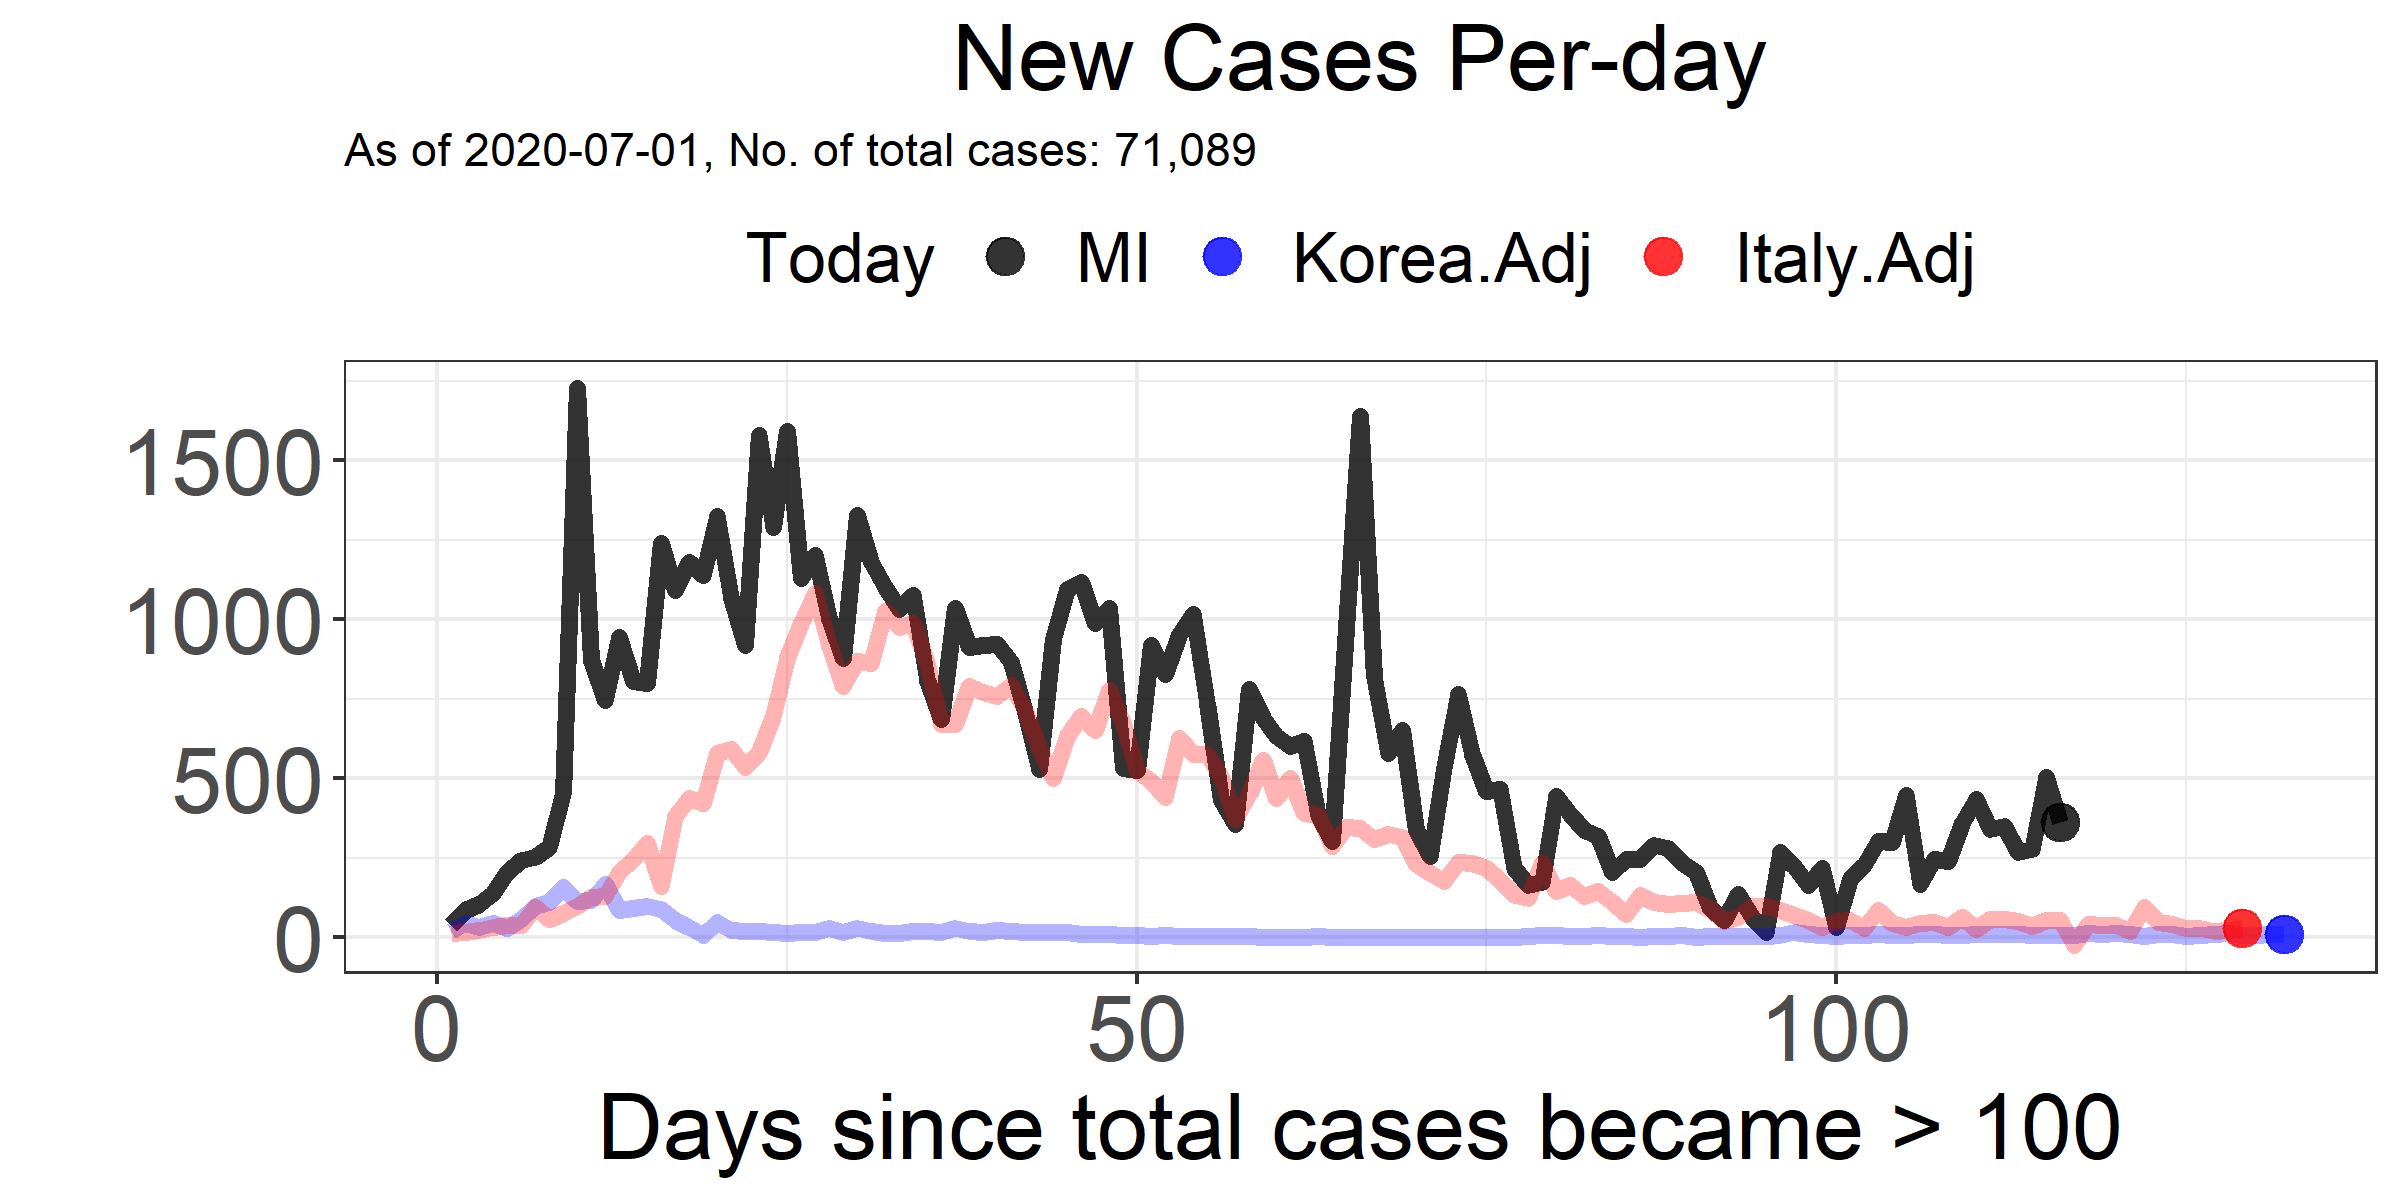 New Cases Per-day
As of 2020-07-01, No. of total cases: 71,089
Today MI Korea.Adj Italy.Adj
1500
1000
500
0
0 50 100
Days since total cases became > 100